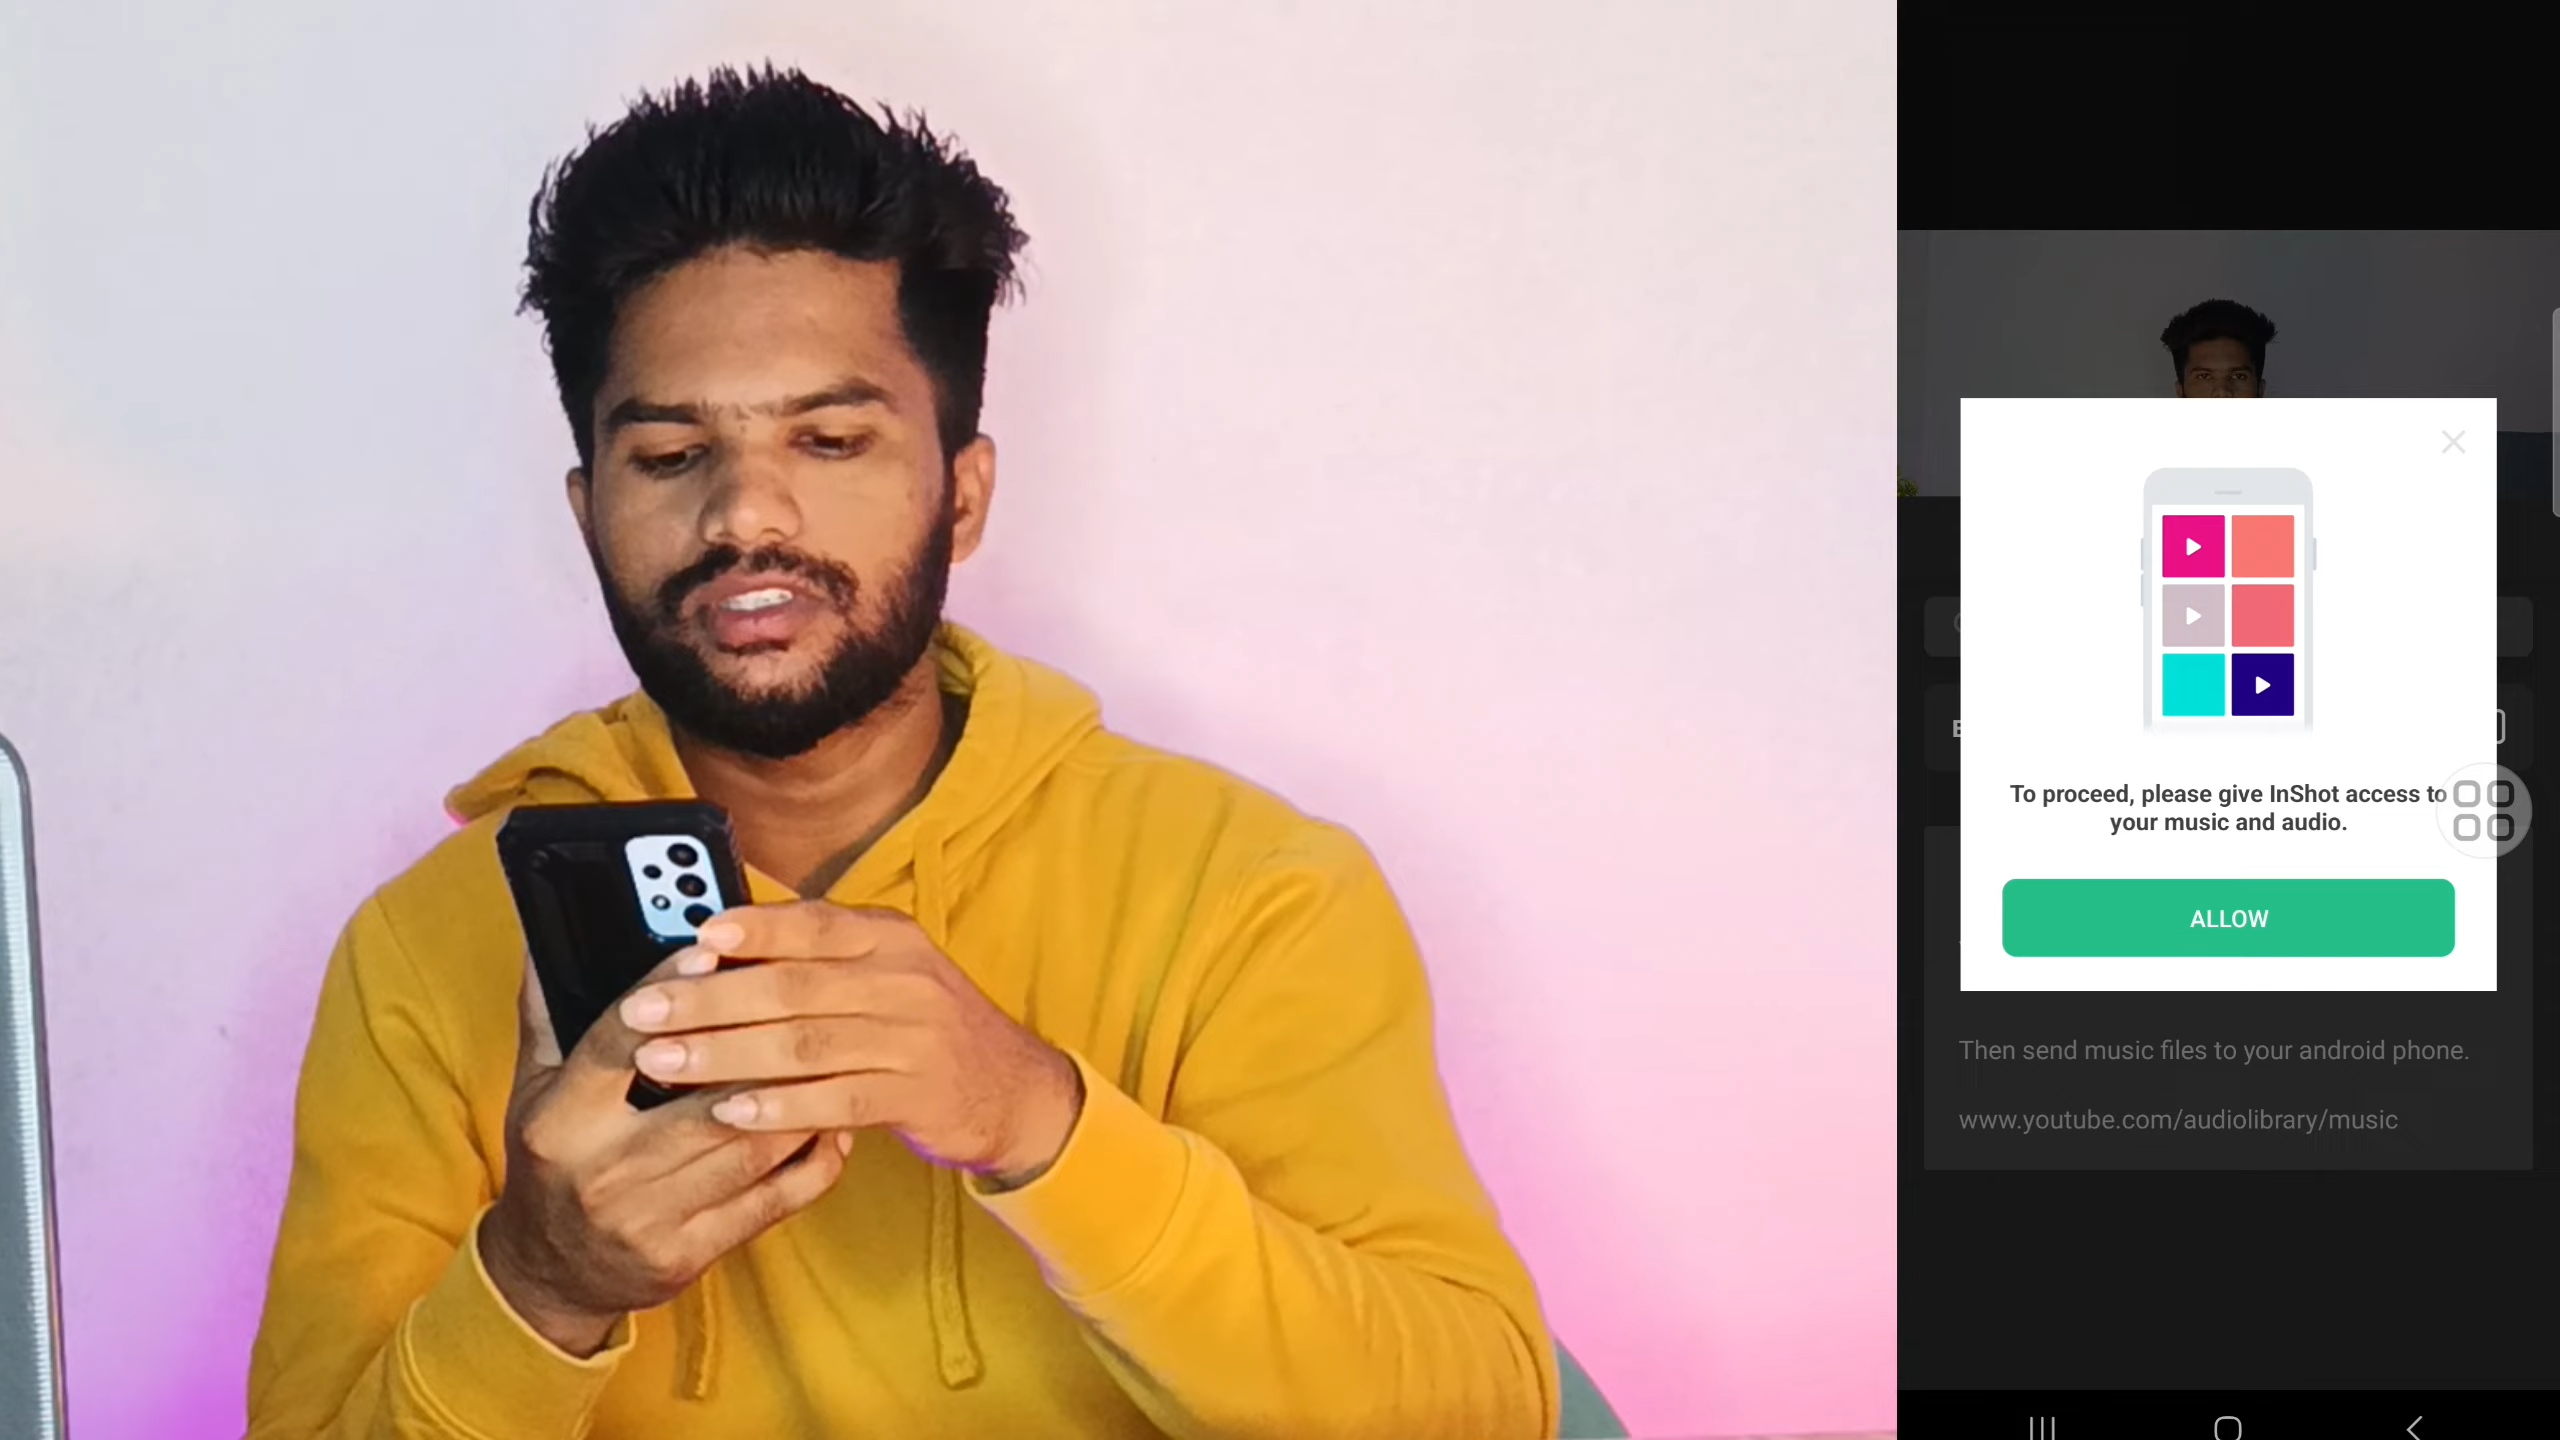 To proceed, please give InShot access to
your music and audio.
ALLOW
Then send music files to your android phone.
www.youtube.com/audiolibrary/music